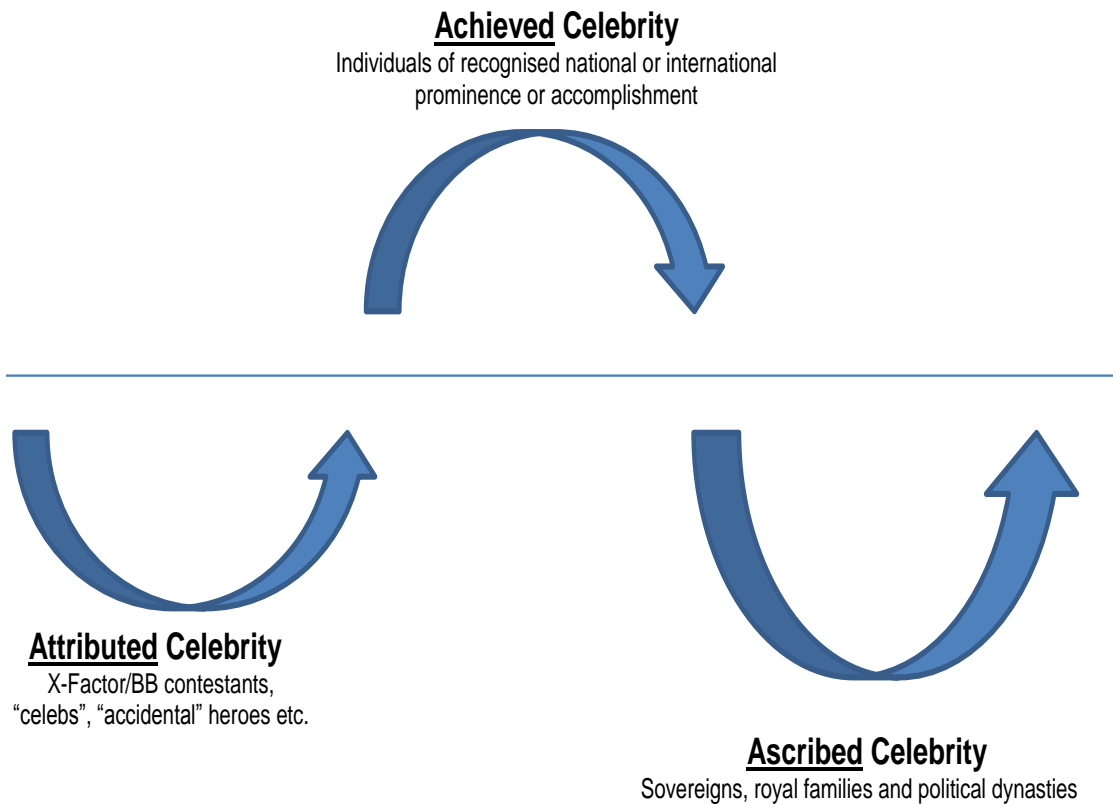 Achieved Celebrity
Individuals of recognised national or international
prominence or accomplishment
Attributed Celebrity
X-Factor/BB contestants,
“celebs”, “accidental” heroes etc.
Ascribed Celebrity
Sovereigns, royal families and political dynasties